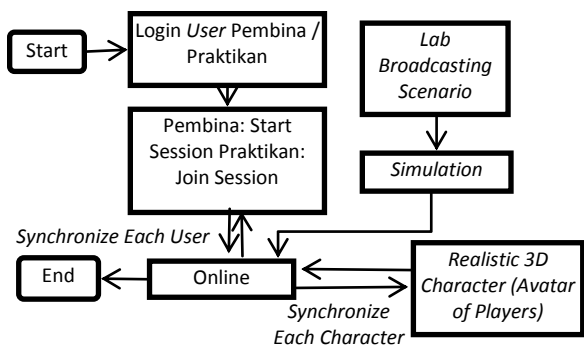 Start
Login User Pembina /
Praktikan
Lab
Broadcasting
Scenario
Pembina: Start
Session Praktikan:
Join Session
Simulation
Synchronize Each User
End
Online
Realistic 3D
Character (Avatar
of Players)
Synchronize
Each Character